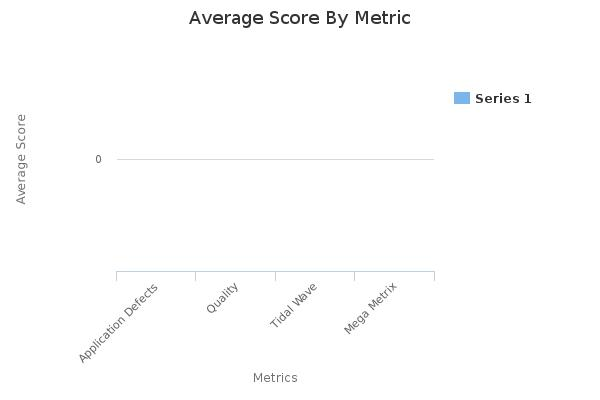 Average Score By Metric
Series 1
Average Score
0
Application Defects
Quality
Tidal Wave
Mega Metrix
Metrics